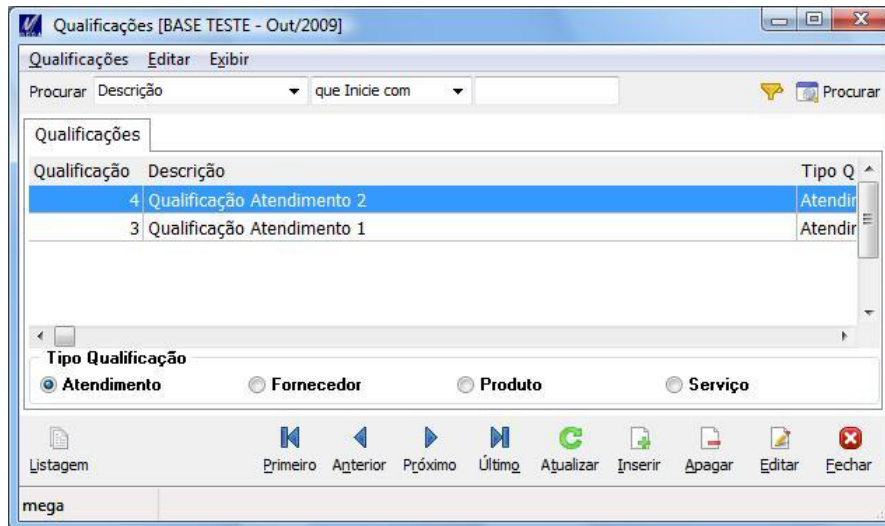 Qualificações [BASE TESTE - Out/2009]
Qualificações Editar Exibir
Procurar Descrição que Inicie com Procurar
Qualificações
Qualificação Descrição Tipo Q
4 Qualificação Atendimento 2 Atendir
3 Qualificação Atendimento 1 Atendir
Tipo Qualificação
Atendimento Fornecedor Produto Serviço
Listagem Primeiro Anterior Próximo Último Atualizar Inserir Apagar Editar Fechar
mega